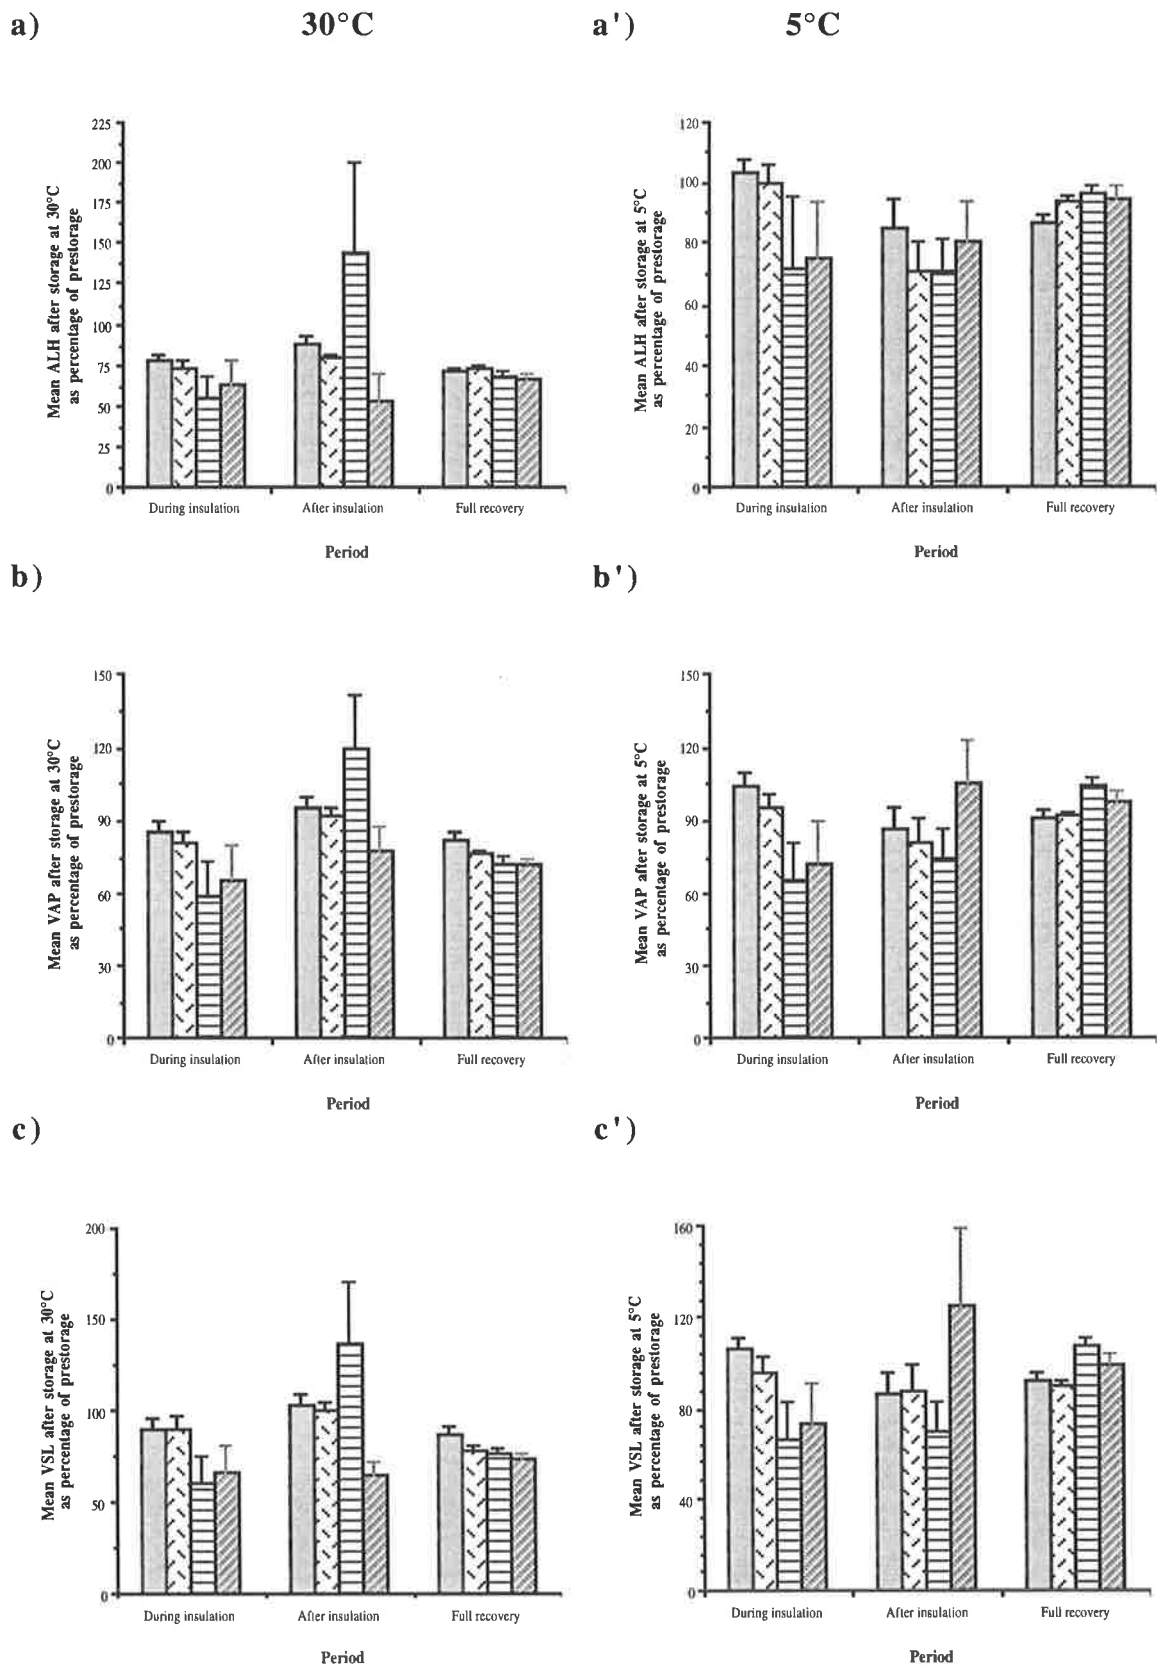 a) 30°C a') 5°C
Mean ALH after storage at 30°C
as percentage of prestorage
225
200
175
150
125
100
75
50
25
0
During insulation After insulation Full recovery
Period
Mean ALH after storage at 5°C
as percentage of prestorage
120
100
80
60
40
20
0
During insulation After insulation Full recovery
Period
b) b')
Mean VAP after storage at 30°C
as percentage of prestorage
150
120
90
60
30
0
During insulation After insulation Full recovery
Period
Mean VAP after storage at 5°C
as percentage of prestorage
150
120
90
60
30
0
During insulation After insulation Full recovery
Period
c) c')
Mean VSL after storage at 30°C
as percentage of prestorage
200
150
100
50
0
During insulation After insulation Full recovery
Period
Mean VSL after storage at 5°C
as percentage of prestorage
160
120
80
40
0
During insulation After insulation Full recovery
Period